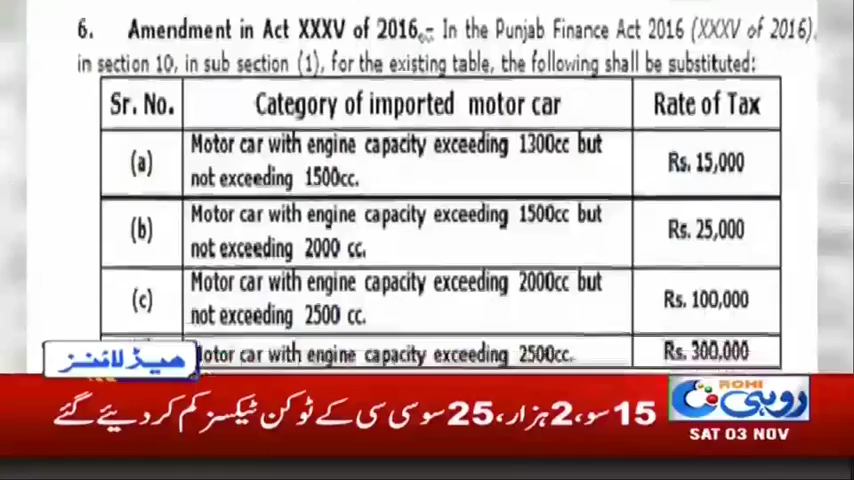 6. Amendment in Act XXXV of 2016.- In the Punjab Finance Act 2016 (XXXV of 2016),
in section 10, in sub section (1), for the existing table, the following shall be substituted:
Sr. No. Category of imported motor car Rate of Tax
(a) Motor car with engine capacity exceeding 1300cc but
not exceeding 1500cc. Rs. 15,000
(b) Motor car with engine capacity exceeding 1500cc but
not exceeding 2000 cc. Rs. 25,000
(c) Motor car with engine capacity exceeding 2000cc but
not exceeding 2500 cc. Rs. 100,000
Motor car with engine capacity exceeding 2500cc. Rs. 300,000
ہیڈلائنز
15 سو، 2 ہزار، 25 سو سی سی کے ٹوکن ٹیکسز کم کر دیئے گئے
ROHI
روہی
SAT 03 NOV